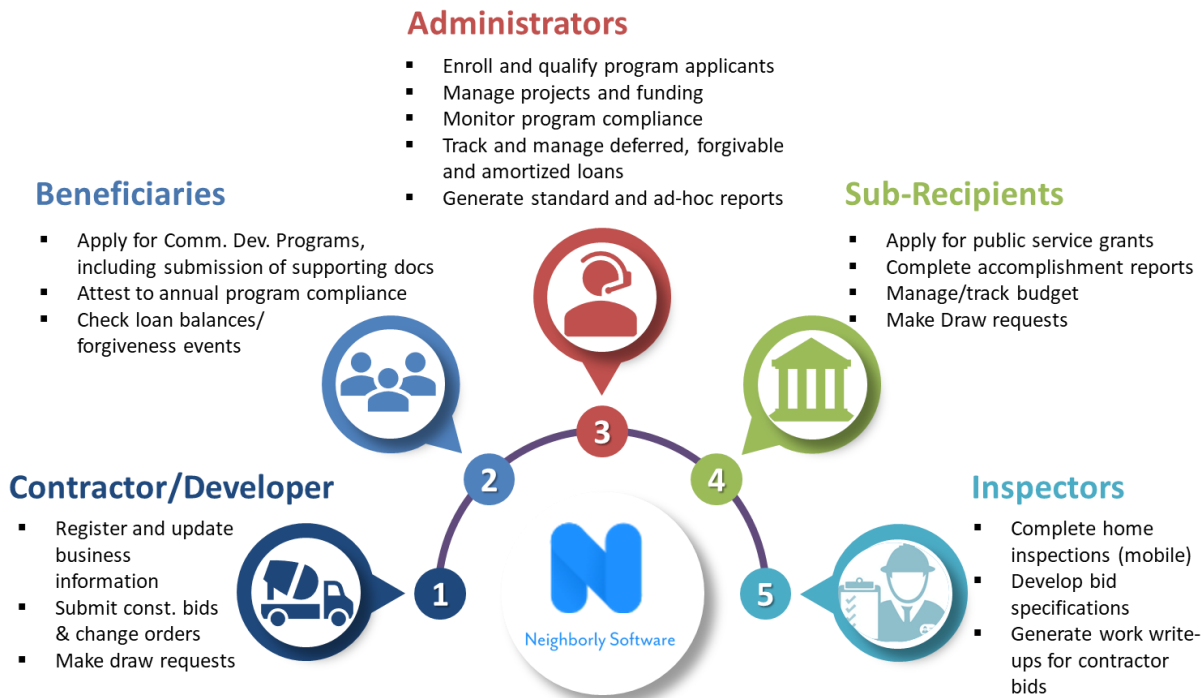 Administrators
▪ Enroll and qualify program applicants
▪ Manage projects and funding
▪ Monitor program compliance
▪ Track and manage deferred, forgivable
and amortized loans
▪ Generate standard and ad-hoc reports
Beneficiaries
▪ Apply for Comm. Dev. Programs,
including submission of supporting docs
▪ Attest to annual program compliance
▪ Check loan balances/
forgiveness events
Sub-Recipients
▪ Apply for public service grants
▪ Complete accomplishment reports
▪ Manage/track budget
▪ Make Draw requests
Contractor/Developer
▪ Register and update
business
information
▪ Submit const. bids
& change orders
▪ Make draw requests
1
2
3
4
5
Neighborly Software
Inspectors
▪ Complete home
inspections (mobile)
▪ Develop bid
specifications
▪ Generate work write-
ups for contractor
bids